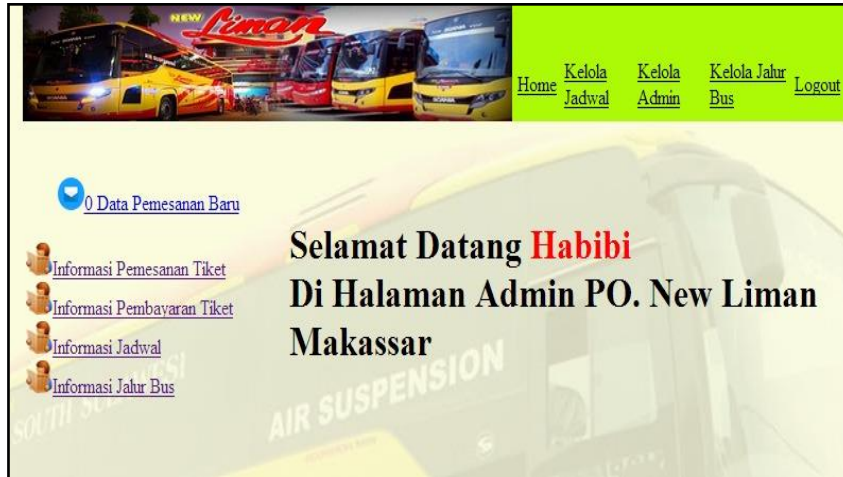 NEW Liman
Home Kelola Jadwal Kelola Admin Kelola Jalur Bus Logout
0 Data Pemesanan Baru
Informasi Pemesanan Tiket
Informasi Pembayaran Tiket
Informasi Jadwal
Informasi Jalur Bus
Selamat Datang Habibi
Di Halaman Admin PO. New Liman
Makassar
AIR SUSPENSION